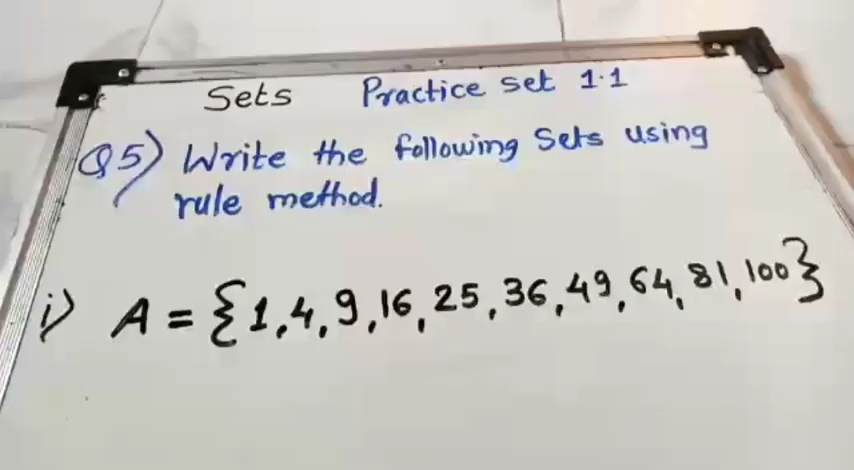 Sets Practice set 1.1
Q5) Write the following Sets using
rule method.
i) A = {1,4,9,16,25,36,49,64,81,100}